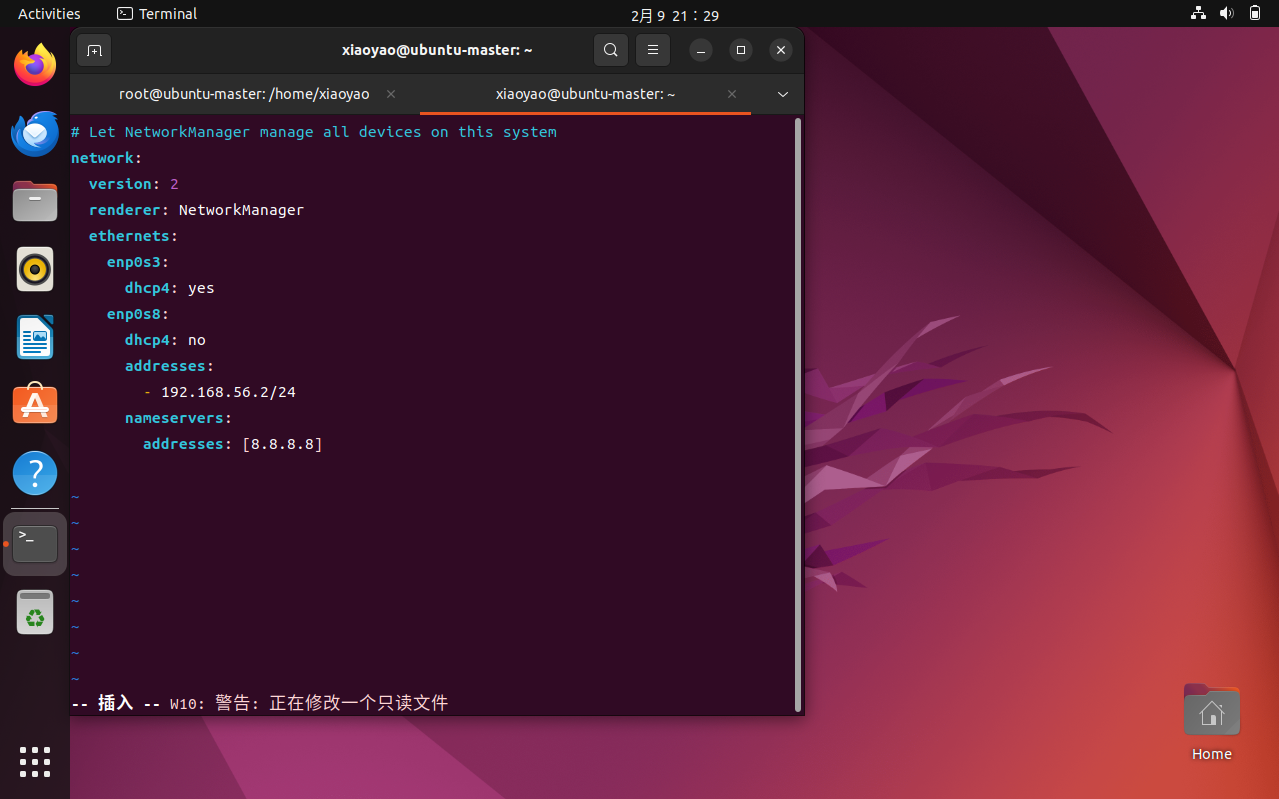 Activities
Terminal
2月 9 21：29
xiaoyao@ubuntu-master: ~
root@ubuntu-master: /home/xiaoyao
xiaoyao@ubuntu-master: ~
# Let NetworkManager manage all devices on this system
network:
  version: 2
  renderer: NetworkManager
  ethernets:
    enp0s3:
      dhcp4: yes
    enp0s8:
      dhcp4: no
      addresses:
        - 192.168.56.2/24
      nameservers:
        addresses: [8.8.8.8]
~
~
~
~
~
~
~
~
-- 插入 -- W10: 警告: 正在修改一个只读文件
Home